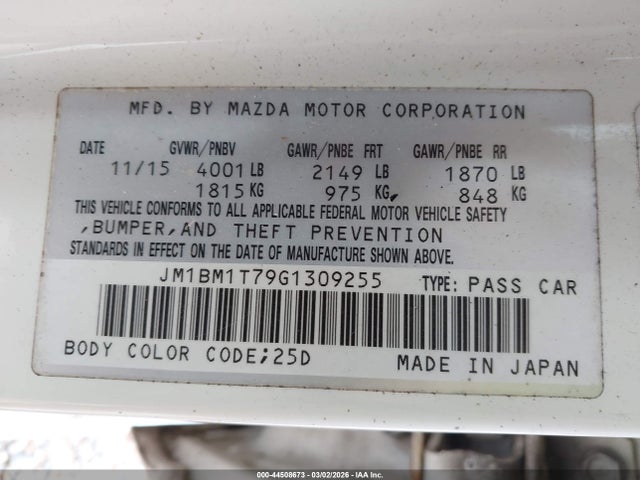 MFD. BY MAZDA MOTOR CORPORATION
DATE GVWR/PNBV GAWR/PNBE FRT GAWR/PNBE RR
11/15 4001 LB 2149 LB 1870 LB
1815 KG 975 KG, 848 KG
THIS VEHICLE CONFORMS TO ALL APPLICABLE FEDERAL MOTOR VEHICLE SAFETY
,BUMPER,AND THEFT PREVENTION
STANDARDS IN EFFECT ON THE DATE OF MANUFACTURE SHOWN ABOVE.
JM1BM1T79G1309255 TYPE: PASS CAR
BODY COLOR CODE;25D MADE IN JAPAN
000-44508673 - 03/02/2026 - IAA Inc.